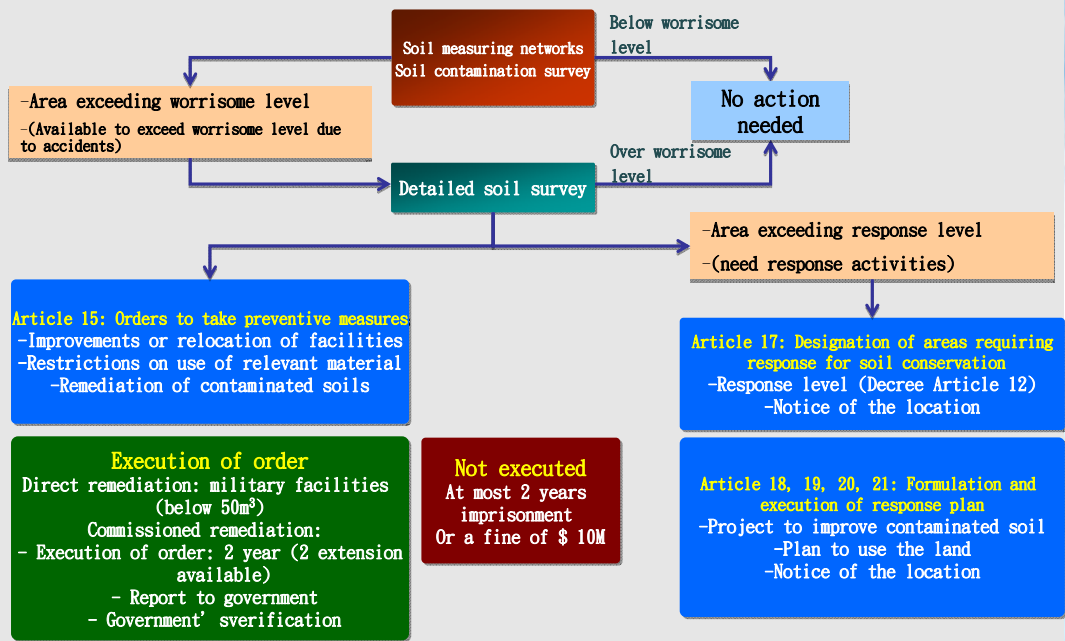 Soil measuring networks
Soil contamination survey
Below worrisome
level
-Area exceeding worrisome level
-(Available to exceed worrisome level due
to accidents)
No action
needed
Detailed soil survey
Over worrisome
level
-Area exceeding response level
-(need response activities)
Article 15: Orders to take preventive measures
-Improvements or relocation of facilities
-Restrictions on use of relevant material
-Remediation of contaminated soils
Article 17: Designation of areas requiring
response for soil conservation
-Response level (Decree Article 12)
-Notice of the location
Execution of order
Direct remediation: military facilities
(below 50m³)
Commissioned remediation:
- Execution of order: 2 year (2 extension
available)
- Report to government
- Government' sverification
Not executed
At most 2 years
imprisonment
Or a fine of $ 10M
Article 18, 19, 20, 21: Formulation and
execution of response plan
-Project to improve contaminated soil
-Plan to use the land
-Notice of the location